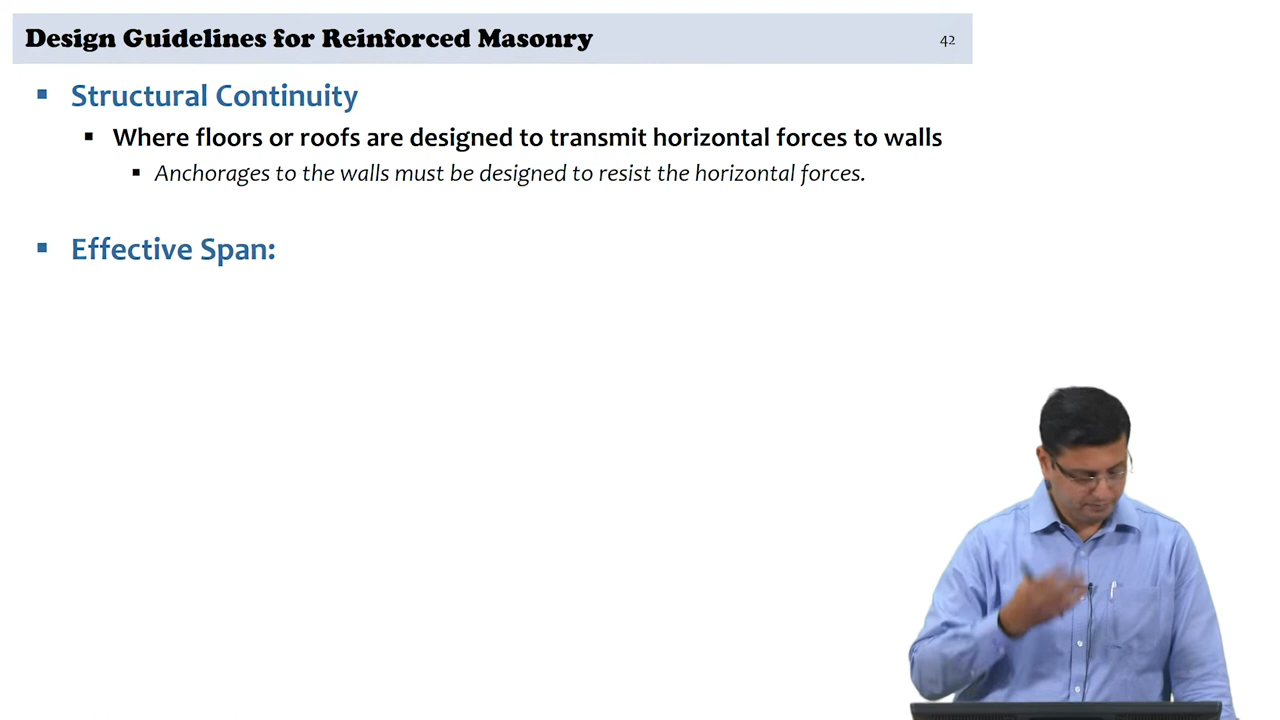 Design Guidelines for Reinforced Masonry
42
Structural Continuity
Where floors or roofs are designed to transmit horizontal forces to walls
Anchorages to the walls must be designed to resist the horizontal forces.
Effective Span: